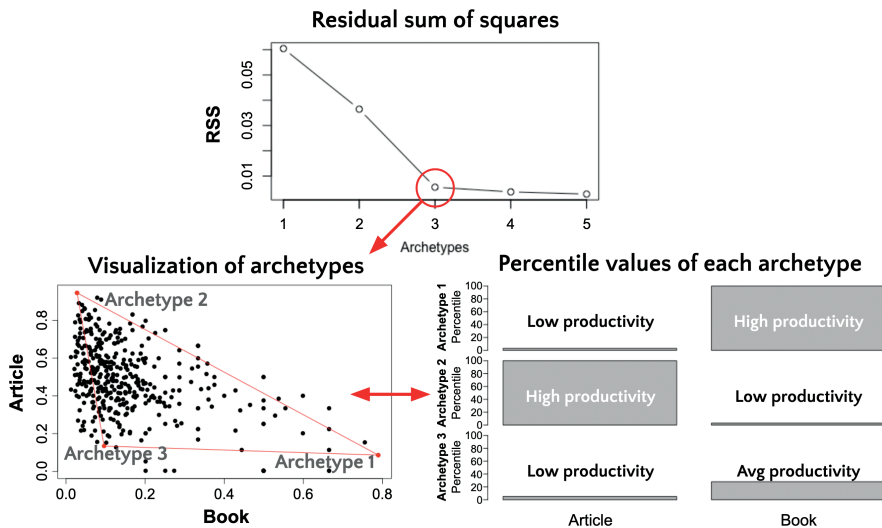 Residual sum of squares
RSS
0.05
0.03
0.01
1 2 3 4 5
Archetypes
Visualization of archetypes
Article
0.8
0.6
0.4
0.2
0.0
Archetype 2
Archetype 3
Archetype 1
0.0 0.2 0.4 0.6 0.8
Book
Percentile values of each archetype
Archetype 1
Percentile
100
80
60
40
20
0
Low productivity
High productivity
Archetype 2
Percentile
100
80
60
40
20
0
High productivity
Low productivity
Archetype 3
Percentile
100
80
60
40
20
0
Low productivity
Avg productivity
Article
Book